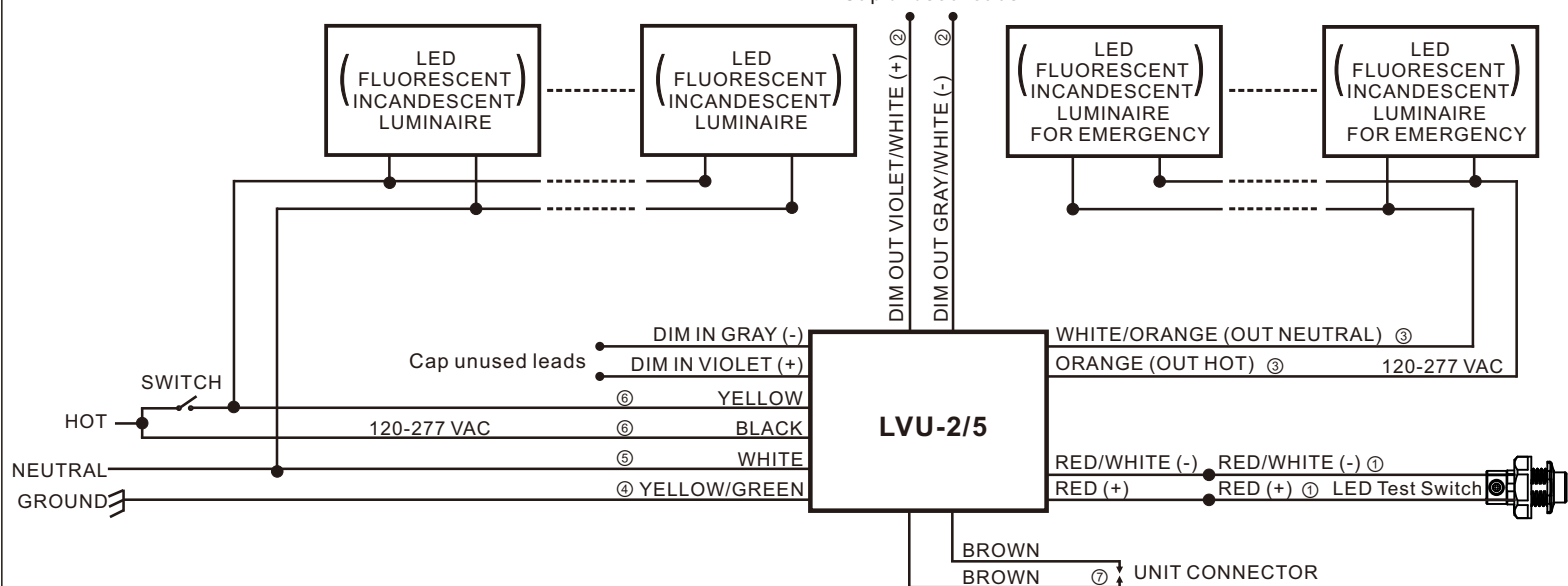 LED
FLUORESCENT
INCANDESCENT
LUMINAIRE
LED
FLUORESCENT
INCANDESCENT
LUMINAIRE
DIM OUT VIOLET/WHITE (+) ②
DIM OUT GRAY/WHITE (-) ②
LED
FLUORESCENT
INCANDESCENT
LUMINAIRE
FOR EMERGENCY
LED
FLUORESCENT
INCANDESCENT
LUMINAIRE
FOR EMERGENCY
DIM IN GRAY (-)
Cap unused leads
DIM IN VIOLET (+)
SWITCH
⑥ YELLOW
HOT
120-277 VAC ⑥ BLACK
NEUTRAL
⑤ WHITE
GROUND
④ YELLOW/GREEN
LVU-2/5
WHITE/ORANGE (OUT NEUTRAL) ③
ORANGE (OUT HOT) ③ 120-277 VAC
RED/WHITE (-) RED/WHITE (-) ①
RED (+) RED (+) ① LED Test Switch
BROWN
BROWN ⑦ UNIT CONNECTOR